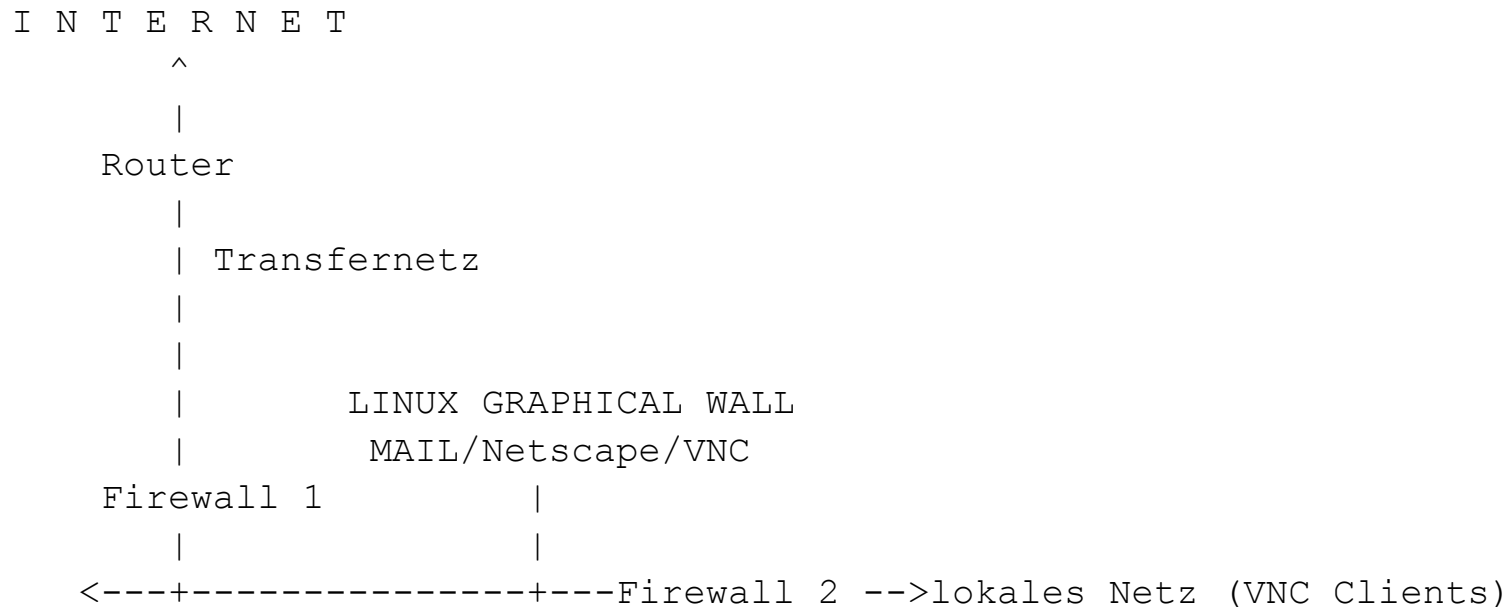 I N T E R N E T
^
|
Router
|
| Transfernetz
|
|
| LINUX GRAPHICAL WALL
| MAIL/Netscape/VNC
Firewall 1 |
| |
<---+---------------+---Firewall 2 -->lokales Netz (VNC Clients)